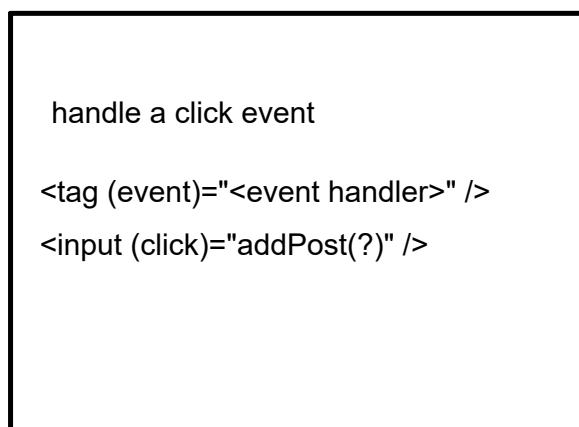 handle a click event
<tag (event)="<event handler>" />
<input (click)="addPost(?)" />